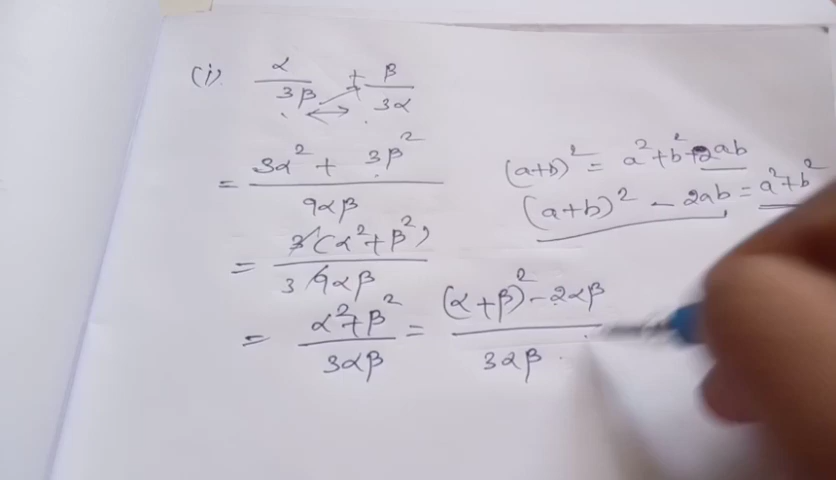 (i) α/3β + β/3α
= 3α² + 3β² / 9αβ
(a+b)² = a²+b²+2ab
(a+b)² - 2ab = a²+b²
= 3(α²+β²) / 3 9αβ
= α²+β² / 3αβ = (α+β)² - 2αβ / 3αβ